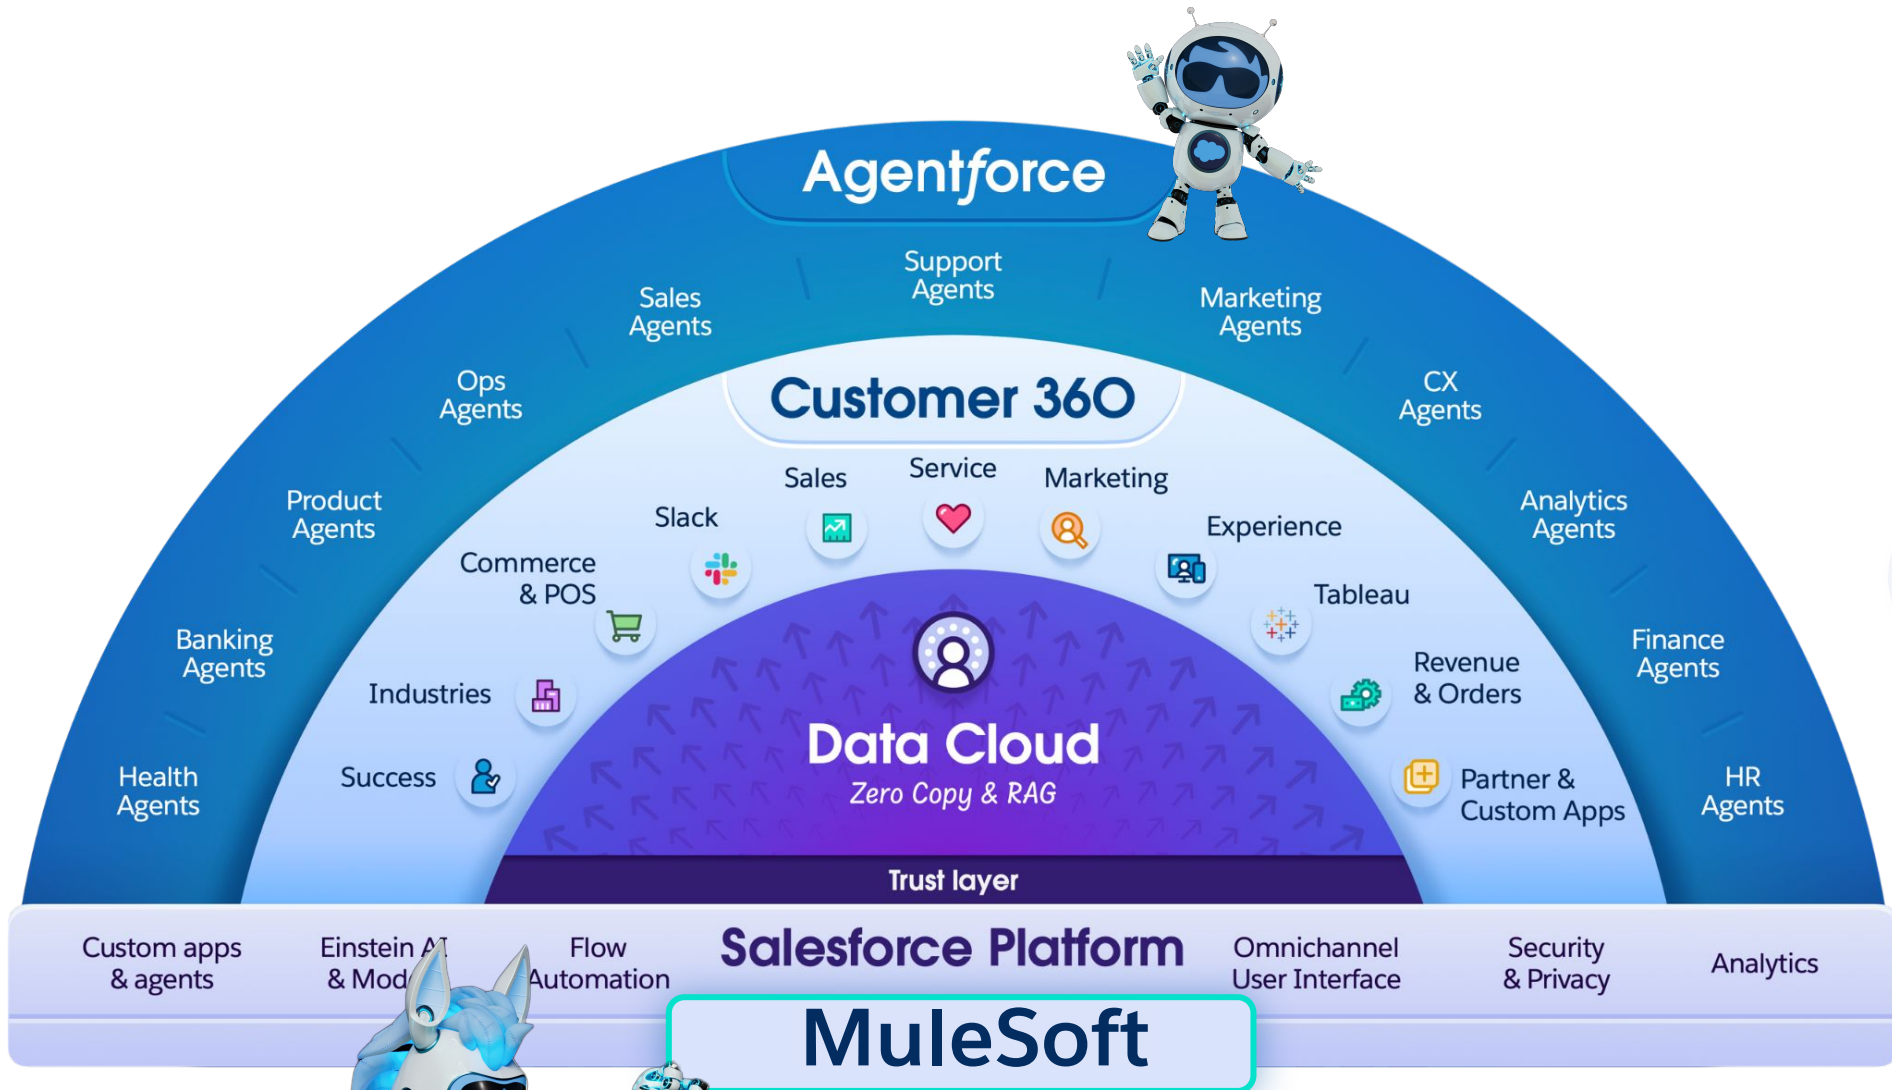 Agentforce
Support
Agents
Sales
Agents
Marketing
Agents
Ops
Agents
CX
Agents
Product
Agents
Analytics
Agents
Banking
Agents
Finance
Agents
Health
Agents
HR
Agents
Customer 360
Service
Sales
Marketing
Slack
Experience
Commerce
& POS
Tableau
Industries
Revenue
& Orders
Success
Partner &
Custom Apps
Data Cloud
Zero Copy & RAG
Trust layer
Salesforce Platform
Custom apps
& agents
Einstein AI
&
Flow
Automation
Omnichannel
User Interface
Security
& Privacy
Analytics
MuleSoft